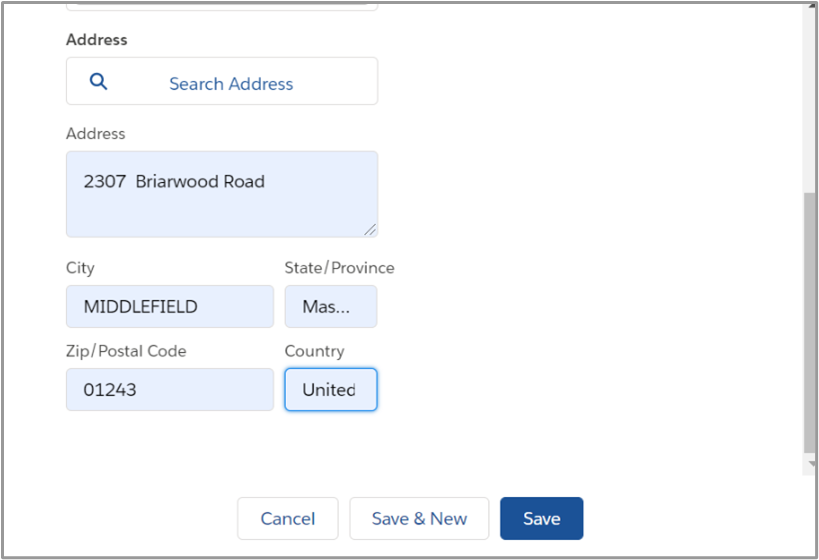 Address
Search Address
Address
2307 Briarwood Road
City State/Province
MIDDLEFIELD Mas...
Zip/Postal Code Country
01243 United
Cancel Save & New Save